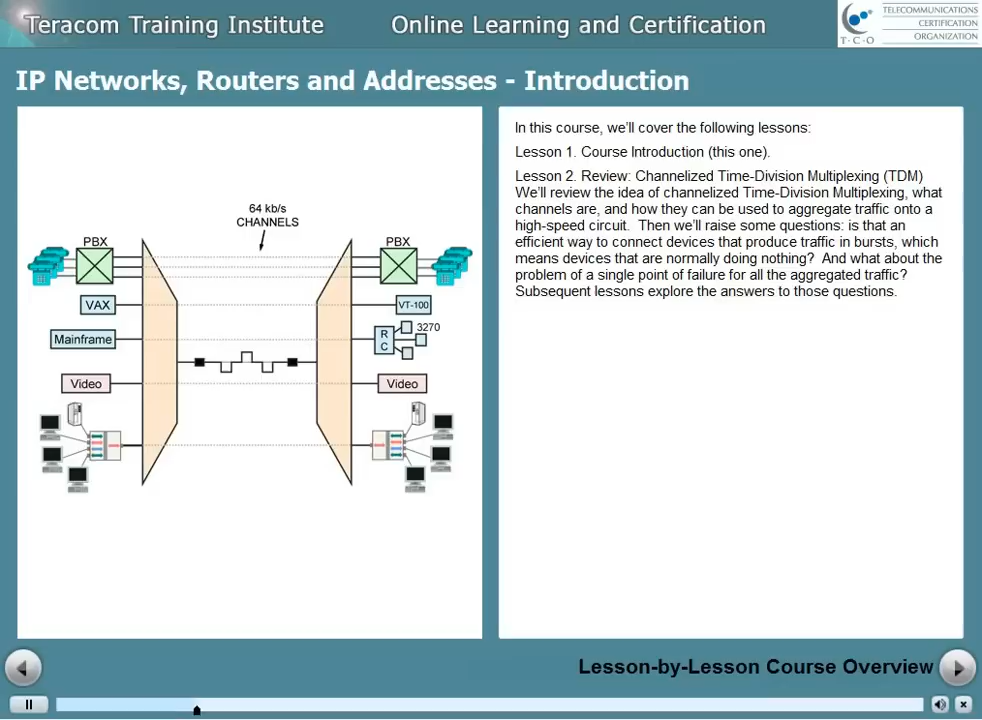 Teracom Training Institute
Online Learning and Certification
TELECOMMUNICATIONS
CERTIFICATION
ORGANIZATION
T·C·O
IP Networks, Routers and Addresses - Introduction
64 kb/s
CHANNELS
PBX
PBX
VAX
VT-100
Mainframe
R
C
3270
Video
Video
In this course, we'll cover the following lessons:
Lesson 1. Course Introduction (this one).
Lesson 2. Review: Channelized Time-Division Multiplexing (TDM)
We'll review the idea of channelized Time-Division Multiplexing, what
channels are, and how they can be used to aggregate traffic onto a
high-speed circuit.  Then we'll raise some questions: is that an
efficient way to connect devices that produce traffic in bursts, which
means devices that are normally doing nothing?  And what about the
problem of a single point of failure for all the aggregated traffic?
Subsequent lessons explore the answers to those questions.
Lesson-by-Lesson Course Overview